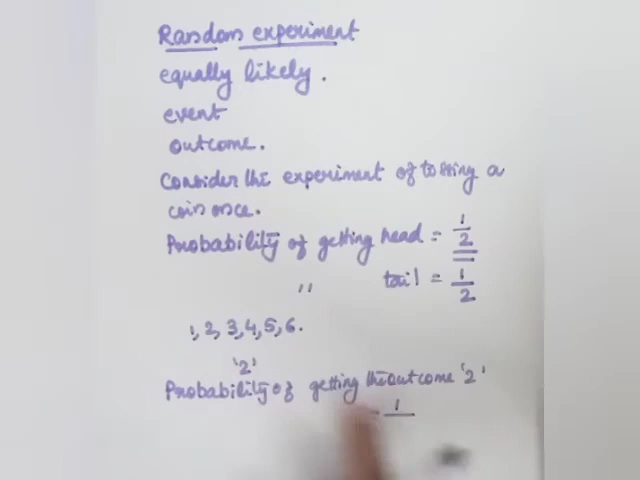 Random experiment
equally likely.
event
outcome.
Consider the experiment of tossing a
coin once.
Probability of getting head = 1/2
" tail = 1/2
1, 2, 3, 4, 5, 6.
'2'
Probability of getting the outcome '2'
= 1